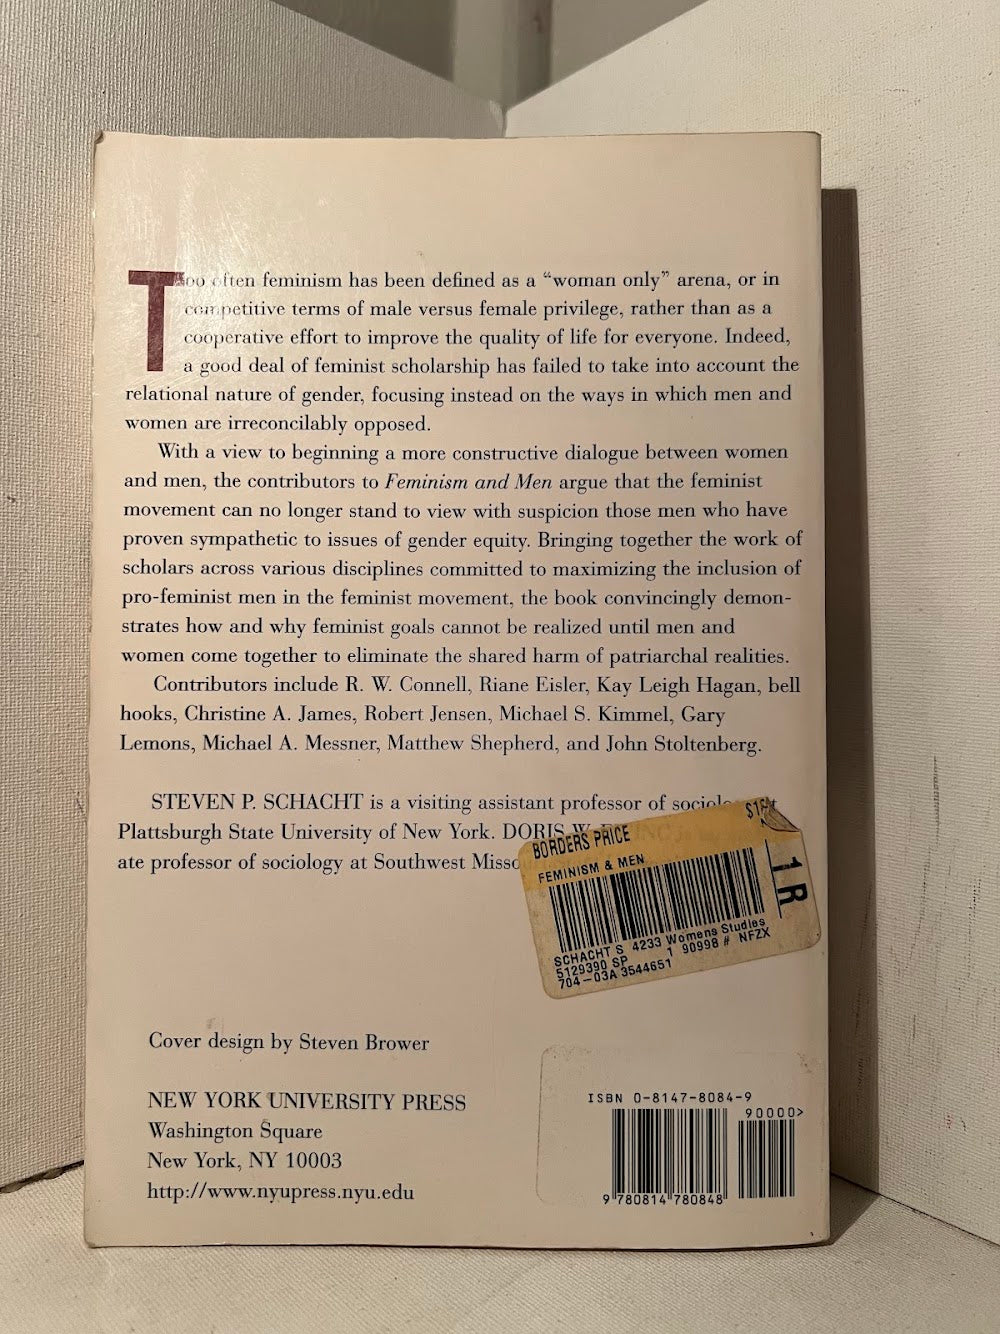 Too often feminism has been defined as a “woman only” arena, or in
competitive terms of male versus female privilege, rather than as a
cooperative effort to improve the quality of life for everyone. Indeed,
a good deal of feminist scholarship has failed to take into account the
relational nature of gender, focusing instead on the ways in which men and
women are irreconcilably opposed.
With a view to beginning a more constructive dialogue between women
and men, the contributors to Feminism and Men argue that the feminist
movement can no longer stand to view with suspicion those men who have
proven sympathetic to issues of gender equity. Bringing together the work of
scholars across various disciplines committed to maximizing the inclusion of
pro-feminist men in the feminist movement, the book convincingly demon-
strates how and why feminist goals cannot be realized until men and
women come together to eliminate the shared harm of patriarchal realities.
Contributors include R. W. Connell, Riane Eisler, Kay Leigh Hagan, bell
hooks, Christine A. James, Robert Jensen, Michael S. Kimmel, Gary
Lemons, Michael A. Messner, Matthew Shepherd, and John Stoltenberg.
STEVEN P. SCHACHT is a visiting assistant professor of
Plattsburgh State University of New York. DORIS W.
ate professor of sociology at Southwest
BORDERS PRICE
FEMINISM & MEN
1R
SCHACHT S 4233 Womens Studies
5129390 SP 1 90998 # NFZX
704-03A 3544651
Cover design by Steven Brower
NEW YORK UNIVERSITY PRESS
Washington Square
New York, NY 10003
http://www.nyupress.nyu.edu
ISBN 0-8147-8084-9
90000>
9 780814 780848